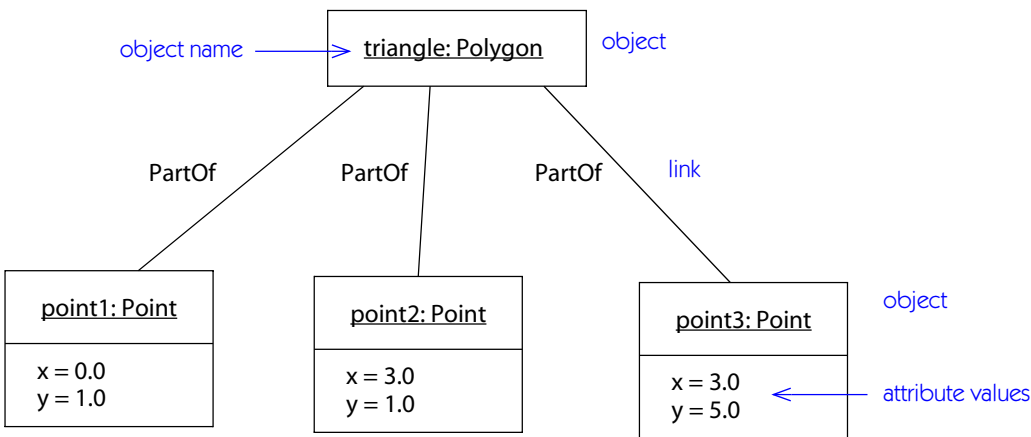 object name
triangle: Polygon
object
PartOf
PartOf
PartOf
link
point1: Point
x = 0.0
y = 1.0
point2: Point
x = 3.0
y = 1.0
point3: Point
x = 3.0
y = 5.0
object
attribute values